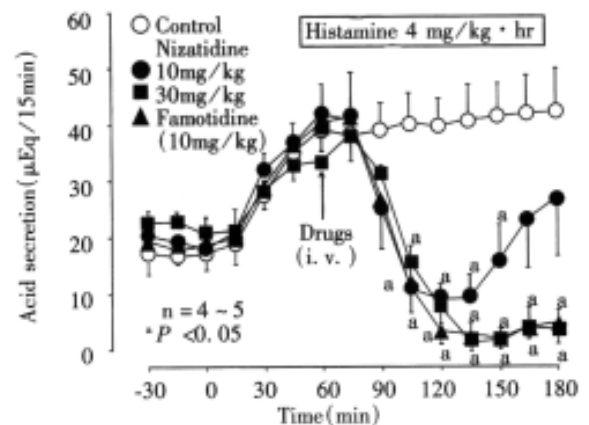 Control
Histamine 4 mg/kg・hr
Nizatidine
10mg/kg
30mg/kg
Famotidine
(10mg/kg)
60
50
40
30
20
10
0
Acid secretion(μEq/15min)
Drugs
(i. v. )
a
a
a
a
a
a
a
a
a
a
a
a
a
n = 4 ~ 5
ᵃP <0. 05
-30 0 30 60 90 120 150 180
Time(min)